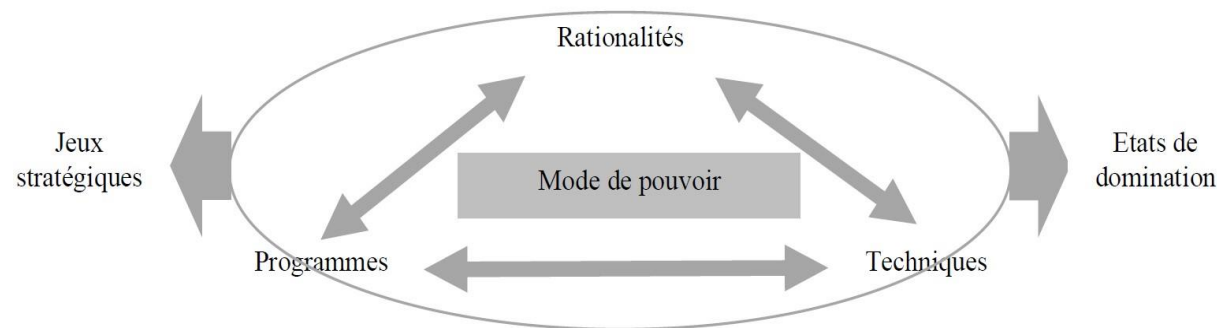 Rationalités
Jeux
stratégiques
Mode de pouvoir
Etats de
domination
Programmes
Techniques